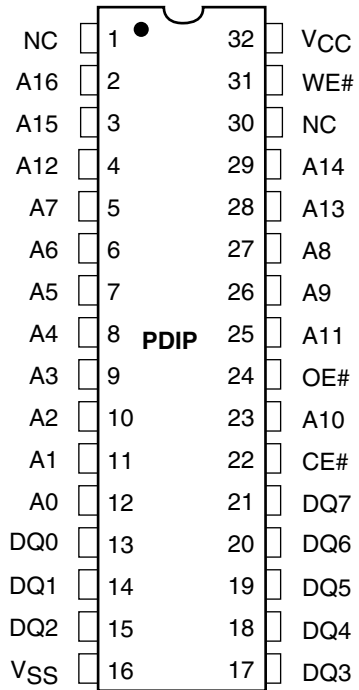 NC 1 32 VCC
A16 2 31 WE#
A15 3 30 NC
A12 4 29 A14
A7 5 28 A13
A6 6 27 A8
A5 7 26 A9
A4 8 PDIP 25 A11
A3 9 24 OE#
A2 10 23 A10
A1 11 22 CE#
A0 12 21 DQ7
DQ0 13 20 DQ6
DQ1 14 19 DQ5
DQ2 15 18 DQ4
VSS 16 17 DQ3